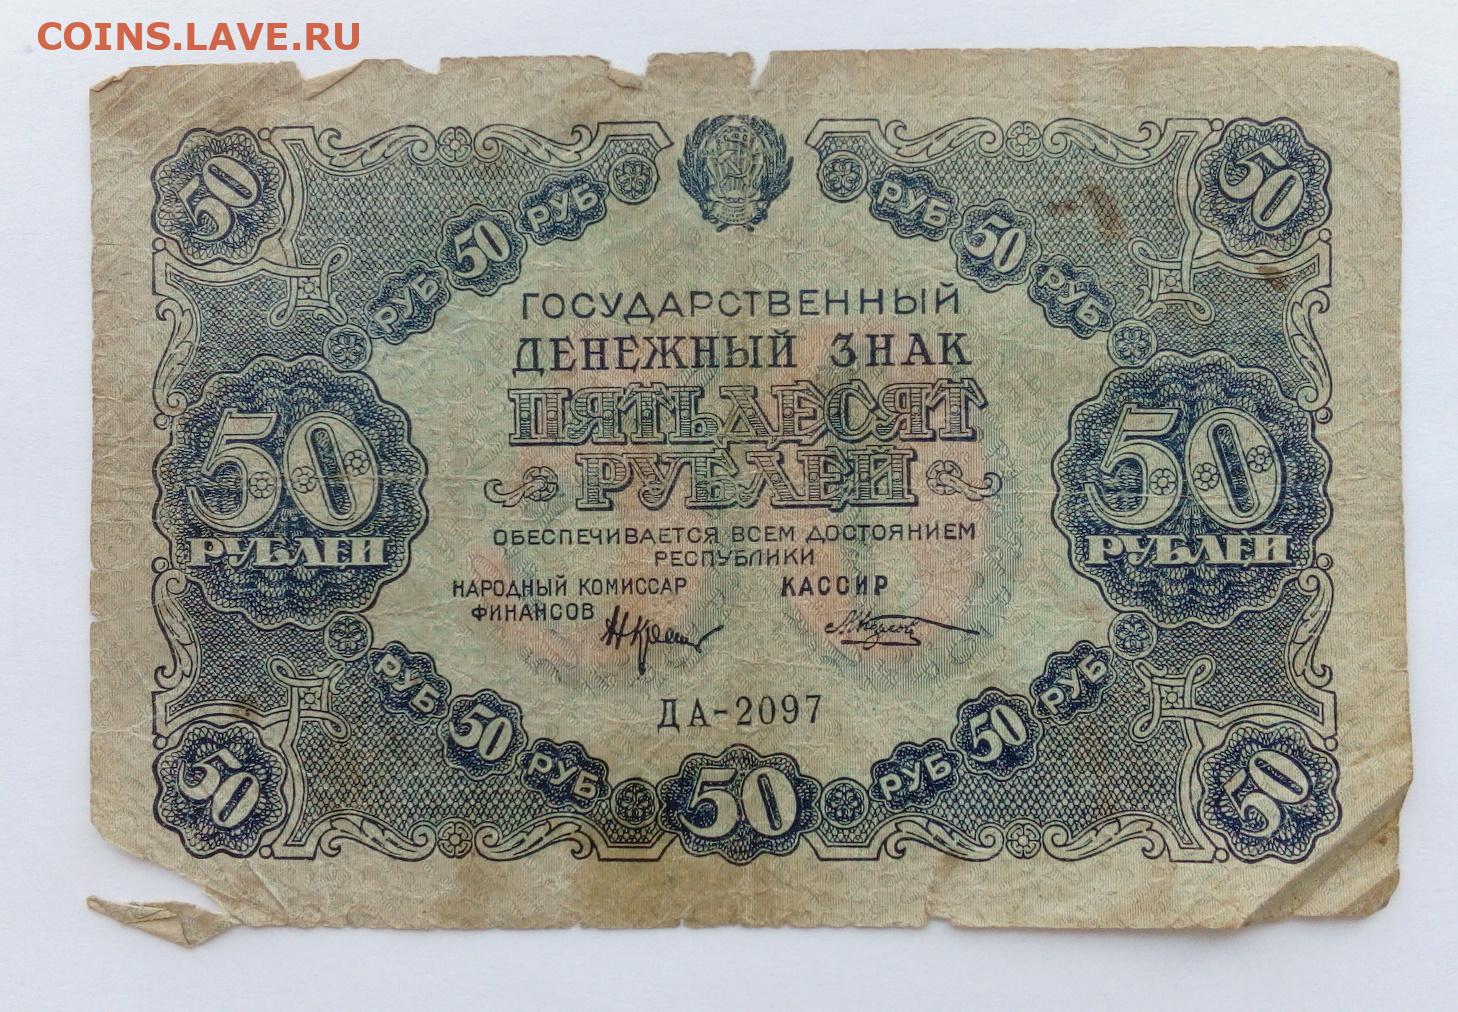 COINS.LAVE.RU
50 50
РУБ 50 РУБ РУБ 50 РУБ
ГОСУДАРСТВЕННЫЙ
ДЕНЕЖНЫЙ ЗНАК
ПЯТЬДЕСЯТ
РУБЛЕЙ
50 РУБЛЕЙ
50 РУБЛЕЙ
ОБЕСПЕЧИВАЕТСЯ ВСЕМ ДОСТОЯНИЕМ
РЕСПУБЛИКИ
НАРОДНЫЙ КОМИССАР
ФИНАНСОВ
КАССИР
ДА-2097
РУБ 50 РУБ 50 РУБ 50 РУБ
50 50